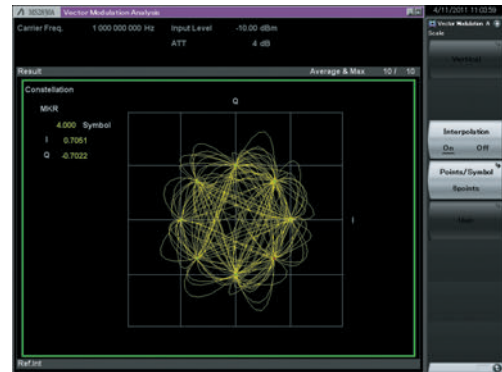 MS2830A Vector Modulation Analysis
4/11/2011 11:03:59
Carrier Freq. 1 000 000 000 Hz Input Level -10.00 dBm
ATT 4 dB
Result Average & Max 10 / 10
Constellation
MKR
4.000 Symbol
I 0.7051
Q -0.7022
Q
I
Ref.Int
Vector Modulation A
Scale
Vertical
Interpolation
On Off
Points/Symbol
8points